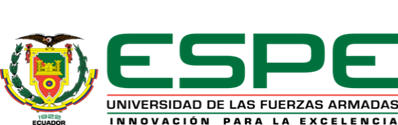 ESPE
UNIVERSIDAD DE LAS FUERZAS ARMADAS
INNOVACIÓN PARA LA EXCELENCIA
1922
ECUADOR